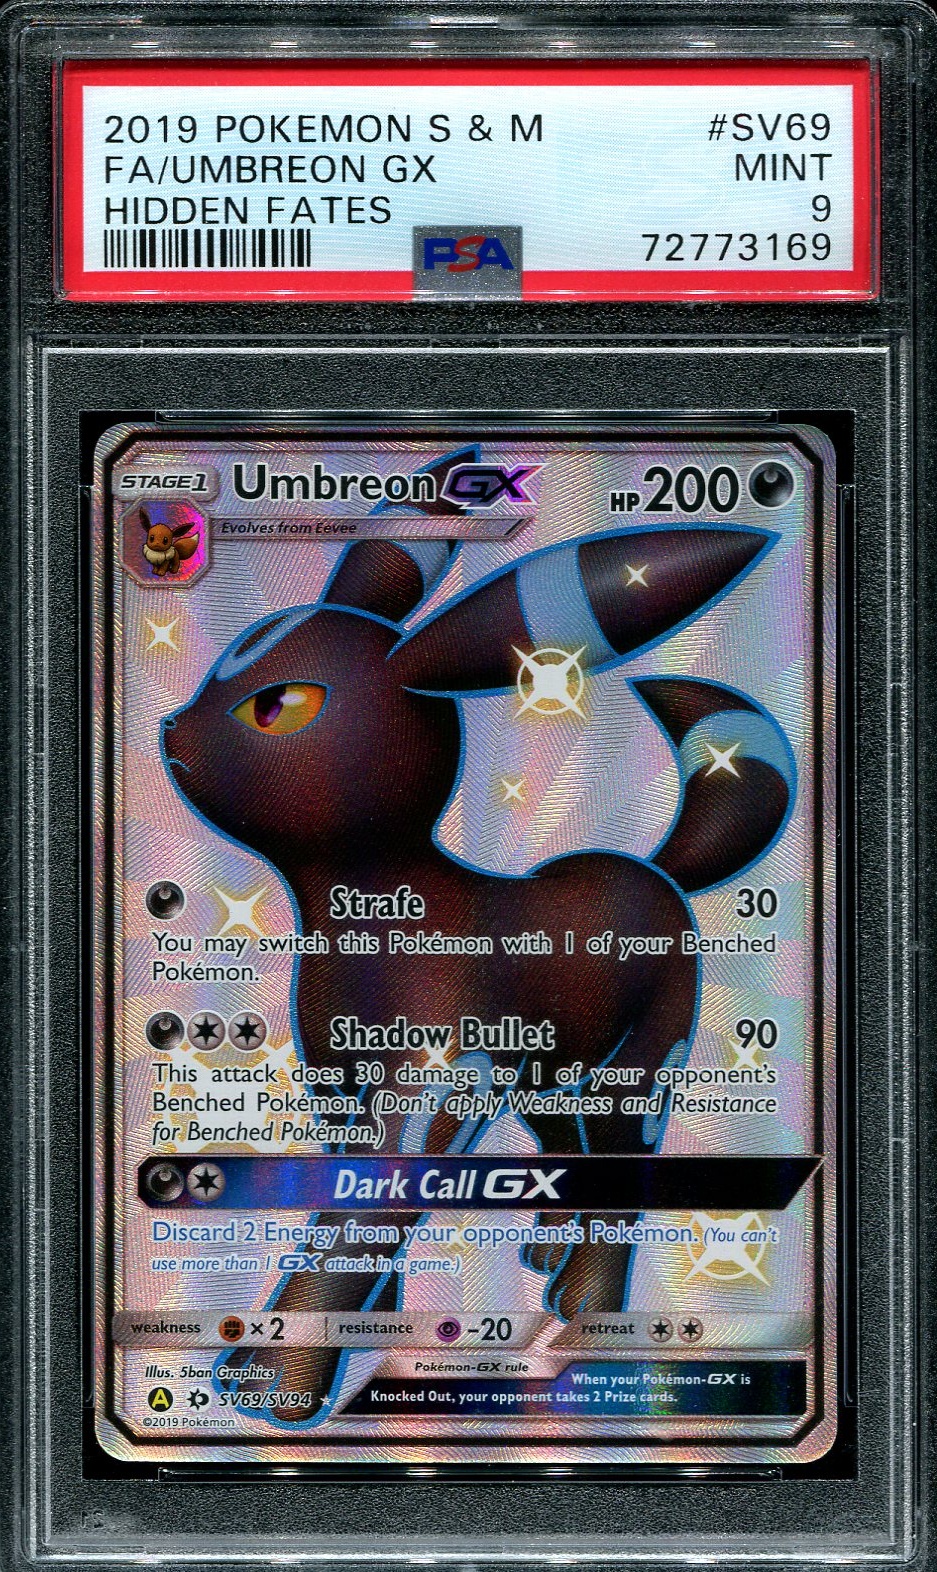 2019 POKEMON S & M #SV69
FA/UMBREON GX MINT
HIDDEN FATES 9
PSA 72773169
STAGE 1 Umbreon GX HP 200
Evolves from Eevee
Strafe 30
You may switch this Pokémon with 1 of your Benched
Pokémon.
Shadow Bullet 90
This attack does 30 damage to 1 of your opponent's
Benched Pokémon. (Don't apply Weakness and Resistance
for Benched Pokémon.)
Dark Call GX
Discard 2 Energy from your opponent's Pokémon. (You can't
use more than 1 GX attack in a game.)
weakness ×2 resistance -20 retreat
Illus. 5ban Graphics
Pokémon-GX rule
When your Pokémon-GX is
Knocked Out, your opponent takes 2 Prize cards.
A SV69/SV94
©2019 Pokémon